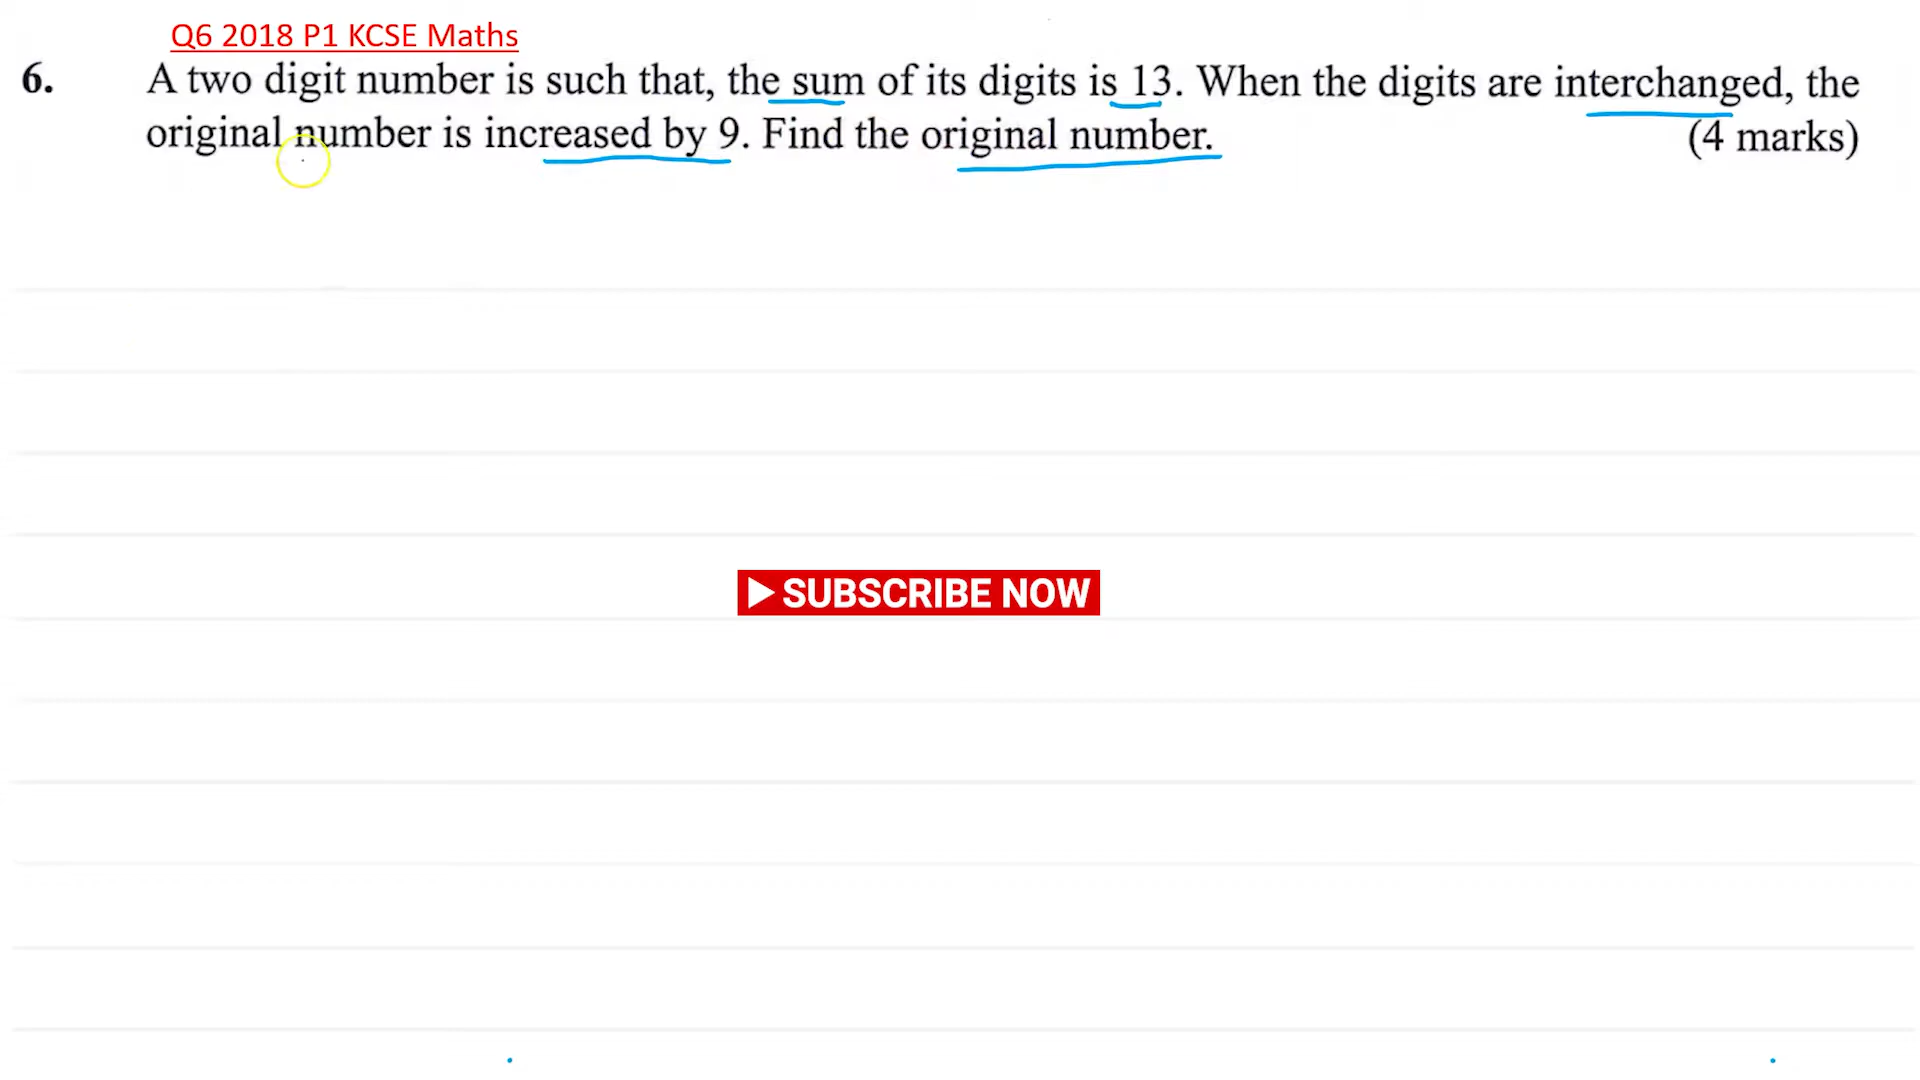 Q6 2018 P1 KCSE Maths
6. A two digit number is such that, the sum of its digits is 13. When the digits are interchanged, the
original number is increased by 9. Find the original number. (4 marks)
SUBSCRIBE NOW